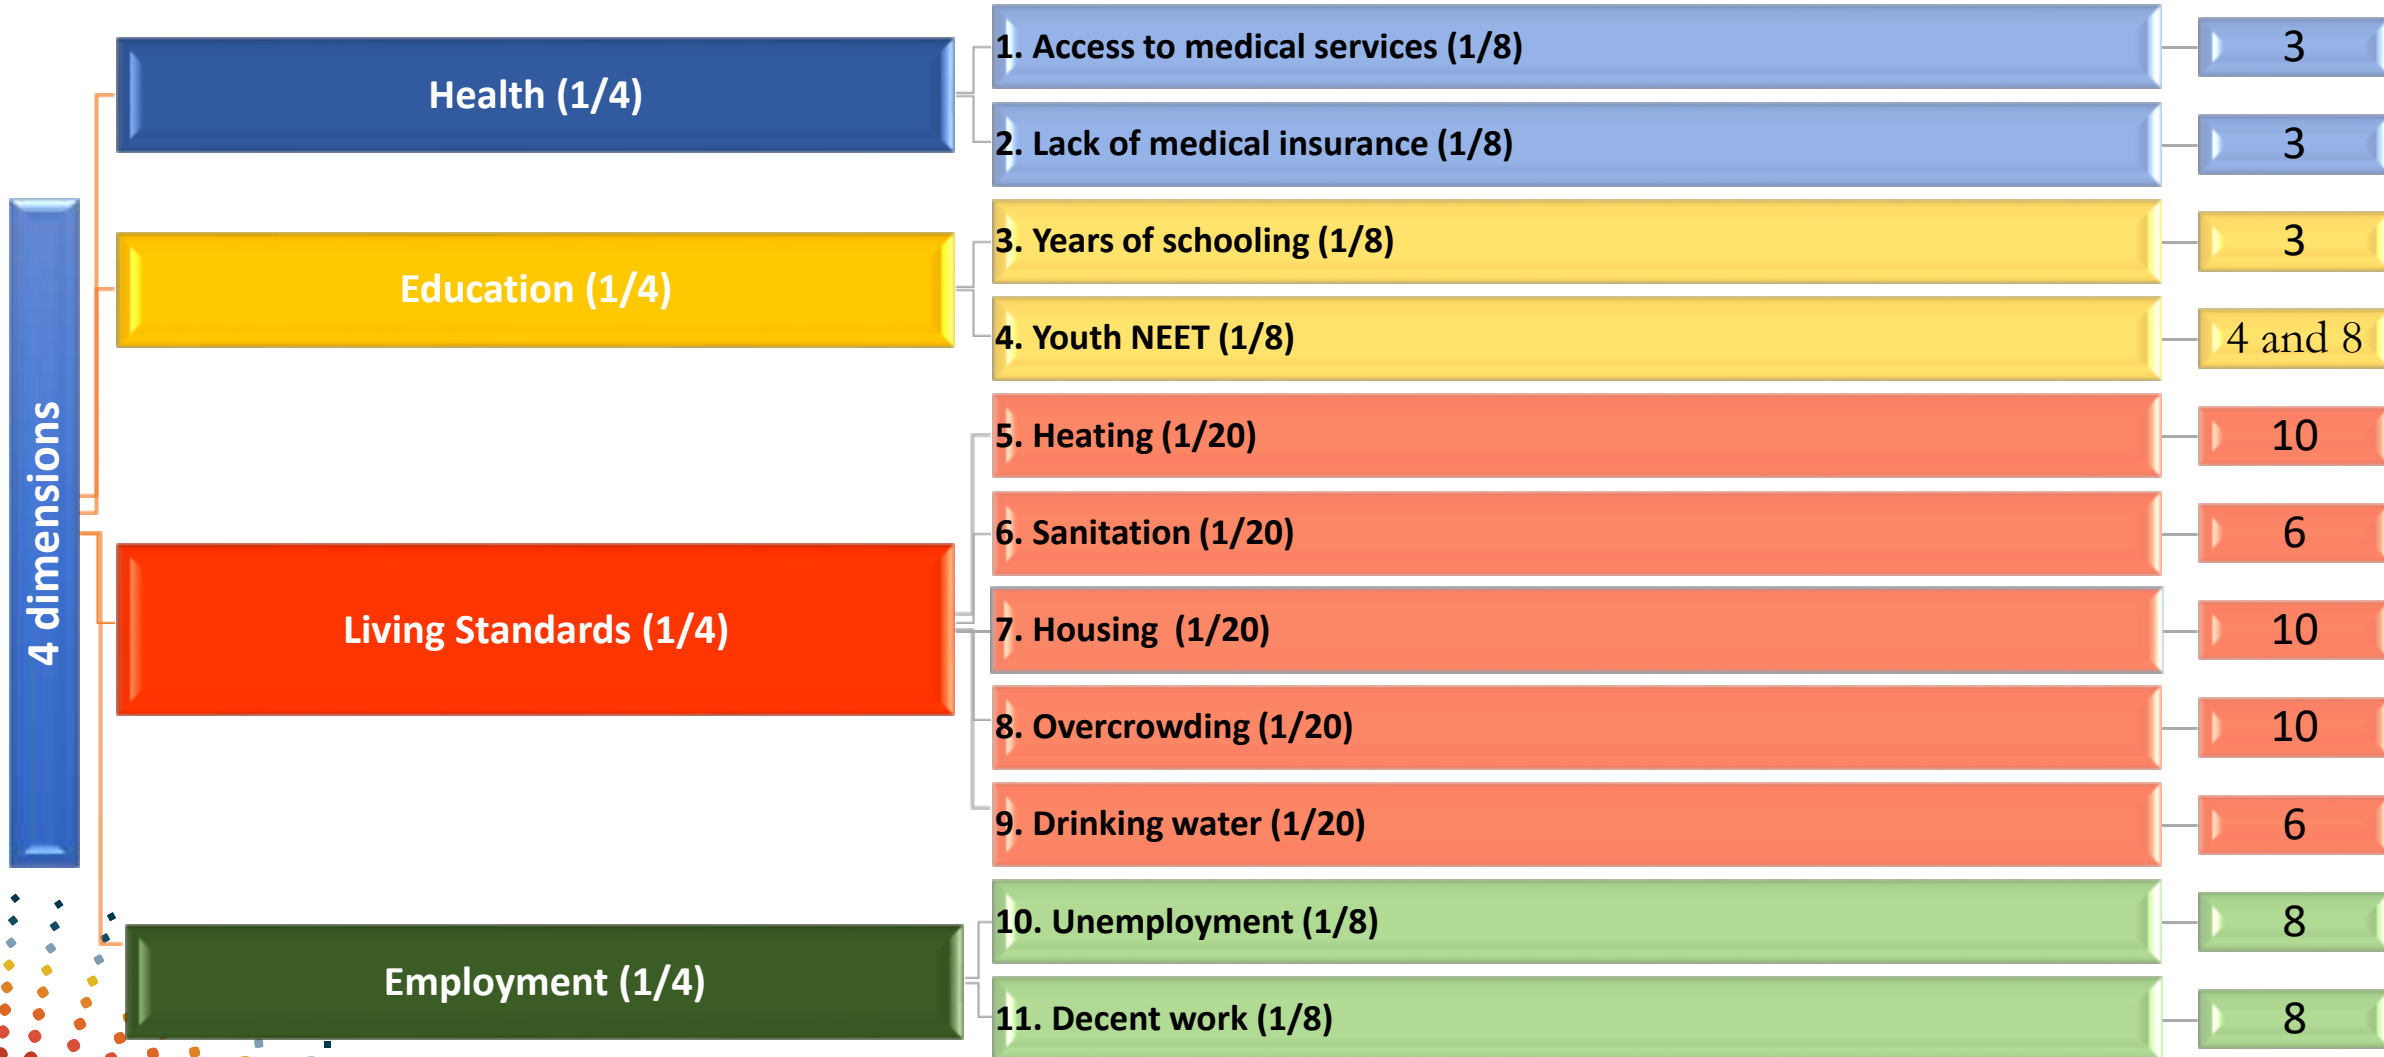 4 dimensions
Health (1/4)
1. Access to medical services (1/8)
3
2. Lack of medical insurance (1/8)
3
Education (1/4)
3. Years of schooling (1/8)
3
4. Youth NEET (1/8)
4 and 8
Living Standards (1/4)
5. Heating (1/20)
10
6. Sanitation (1/20)
6
7. Housing (1/20)
10
8. Overcrowding (1/20)
10
9. Drinking water (1/20)
6
Employment (1/4)
10. Unemployment (1/8)
8
11. Decent work (1/8)
8